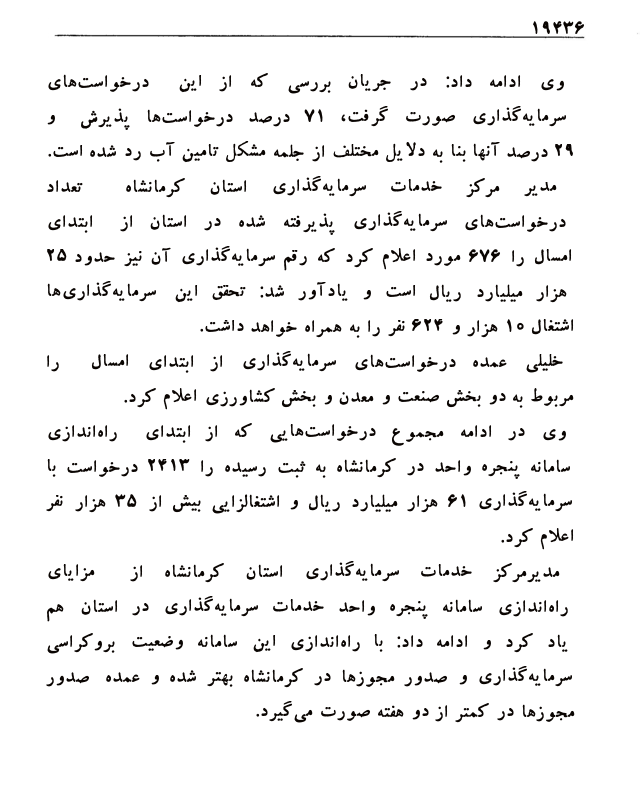 ۱۹۴۳۶
وی ادامه داد: در جریان بررسی که از این درخواست‌های
سرمایه‌گذاری صورت گرفت، ۷۱ درصد درخواست‌ها پذیرش و
۲۹ درصد آنها بنا به دلایل مختلف از جلمه مشکل تامین آب رد شده است.
مدیر مرکز خدمات سرمایه‌گذاری استان کرمانشاه تعداد
درخواست‌های سرمایه‌گذاری پذیرفته شده در استان از ابتدای
امسال را ۶۷۶ مورد اعلام کرد که رقم سرمایه‌گذاری آن نیز حدود ۲۵
هزار میلیارد ریال است و یادآور شد: تحقق این سرمایه‌گذاری‌ها
اشتغال ۱۰ هزار و ۶۲۴ نفر را به همراه خواهد داشت.
خلیلی عمده درخواست‌های سرمایه‌گذاری از ابتدای امسال را
مربوط به دو بخش صنعت و معدن و بخش کشاورزی اعلام کرد.
وی در ادامه مجموع درخواست‌هایی که از ابتدای راه‌اندازی
سامانه پنجره واحد در کرمانشاه به ثبت رسیده را ۲۴۱۳ درخواست با
سرمایه‌گذاری ۶۱ هزار میلیارد ریال و اشتغالزایی بیش از ۳۵ هزار نفر
اعلام کرد.
مدیرمرکز خدمات سرمایه‌گذاری استان کرمانشاه از مزایای
راه‌اندازی سامانه پنجره واحد خدمات سرمایه‌گذاری در استان هم
یاد کرد و ادامه داد: با راه‌اندازی این سامانه وضعیت بروکراسی
سرمایه‌گذاری و صدور مجوزها در کرمانشاه بهتر شده و عمده صدور
مجوزها در کمتر از دو هفته صورت می‌گیرد.